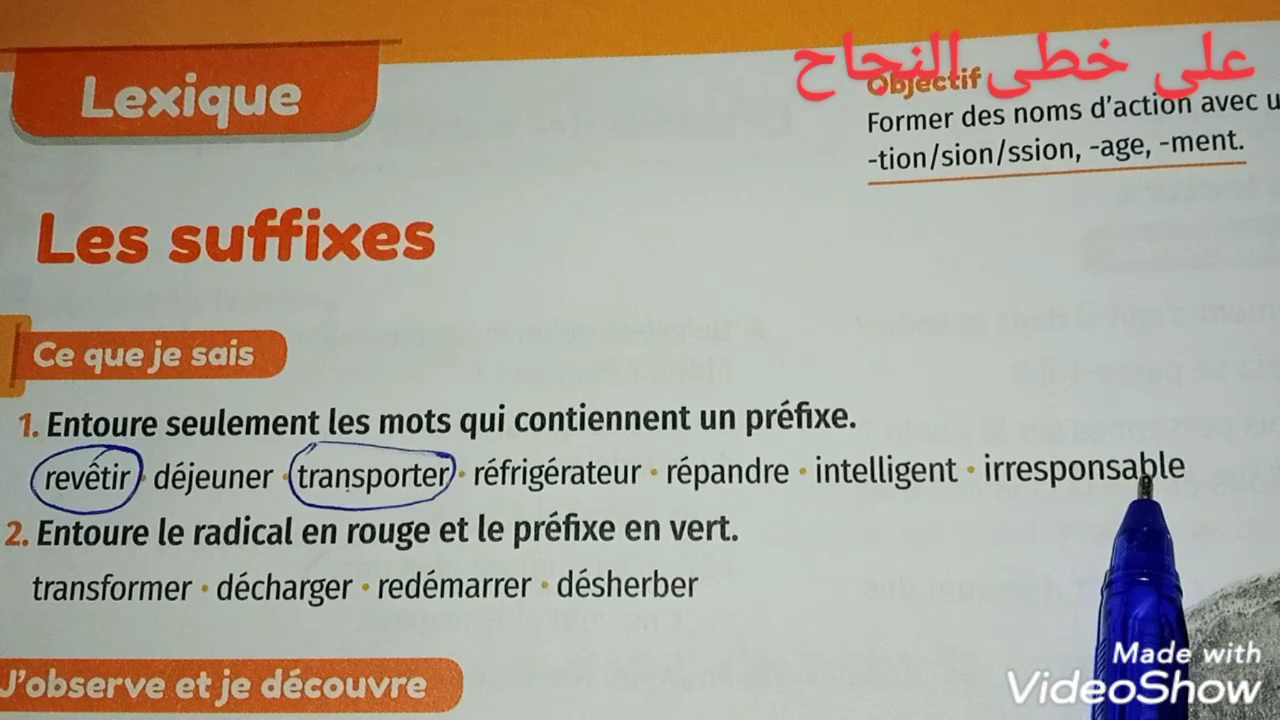 على خطى النجاح
Lexique
Objectif
Former des noms d'action avec
-tion/sion/ssion, -age, -ment.
Les suffixes
Ce que je sais
1. Entoure seulement les mots qui contiennent un préfixe.
revêtir · déjeuner · transporter · réfrigérateur · répandre · intelligent · irresponsable
2. Entoure le radical en rouge et le préfixe en vert.
transformer · décharger · redémarrer · désherber
J'observe et je découvre
Made with
VideoShow